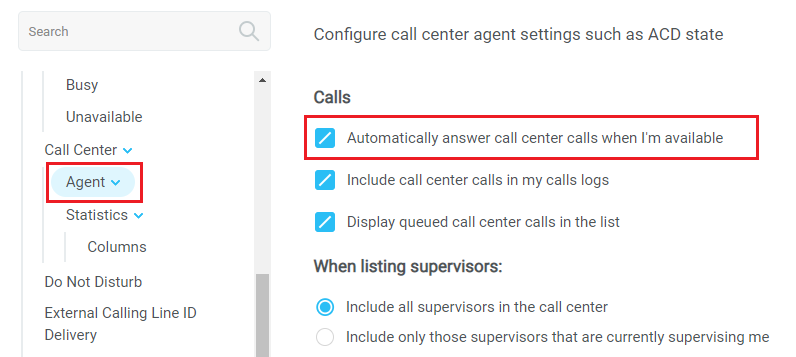 Search
Busy
Unavailable
Call Center
Agent
Statistics
Columns
Do Not Disturb
External Calling Line ID
Delivery
Configure call center agent settings such as ACD state
Calls
Automatically answer call center calls when I'm available
Include call center calls in my calls logs
Display queued call center calls in the list
When listing supervisors:
Include all supervisors in the call center
Include only those supervisors that are currently supervising me